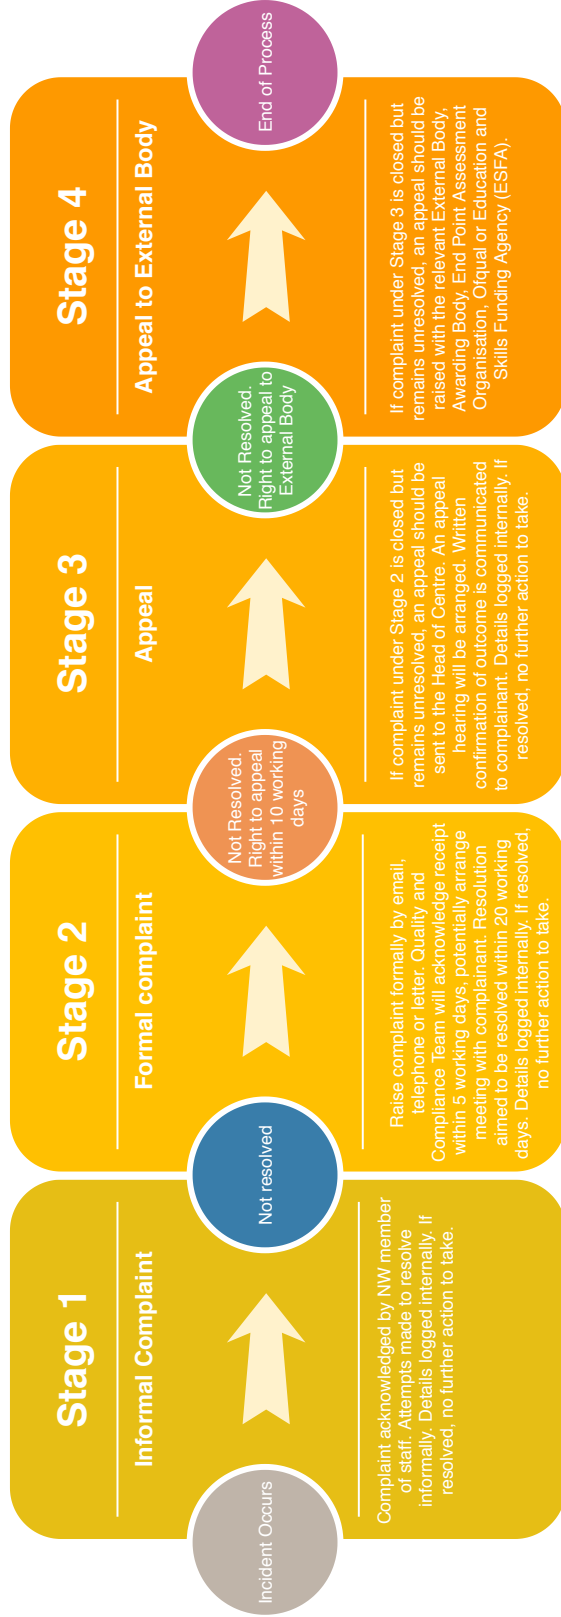 Incident Occurs
Stage 1
Informal Complaint
Complaint acknowledged by NW member
of staff. Attempts made to resolve
informally. Details logged internally. If
resolved, no further action to take.
Not resolved
Stage 2
Formal complaint
Raise complaint formally by email,
telephone or letter. Quality and
Compliance Team will acknowledge receipt
within 5 working days, potentially arrange
meeting with complainant. Resolution
aimed to be resolved within 20 working
days. Details logged internally. If resolved,
no further action to take.
Not Resolved.
Right to appeal
within 10 working
days
Stage 3
Appeal
If complaint under Stage 2 is closed but
remains unresolved, an appeal should be
sent to the Head of Centre. An appeal
hearing will be arranged. Written
confirmation of outcome is communicated
to complainant. Details logged internally. If
resolved, no further action to take.
Not Resolved.
Right to appeal to
External Body
Stage 4
Appeal to External Body
If complaint under Stage 3 is closed but
remains unresolved, an appeal should be
raised with the relevant External Body,
Awarding Body, End Point Assessment
Organisation, Ofqual or Education and
Skills Funding Agency (ESFA).
End of Process